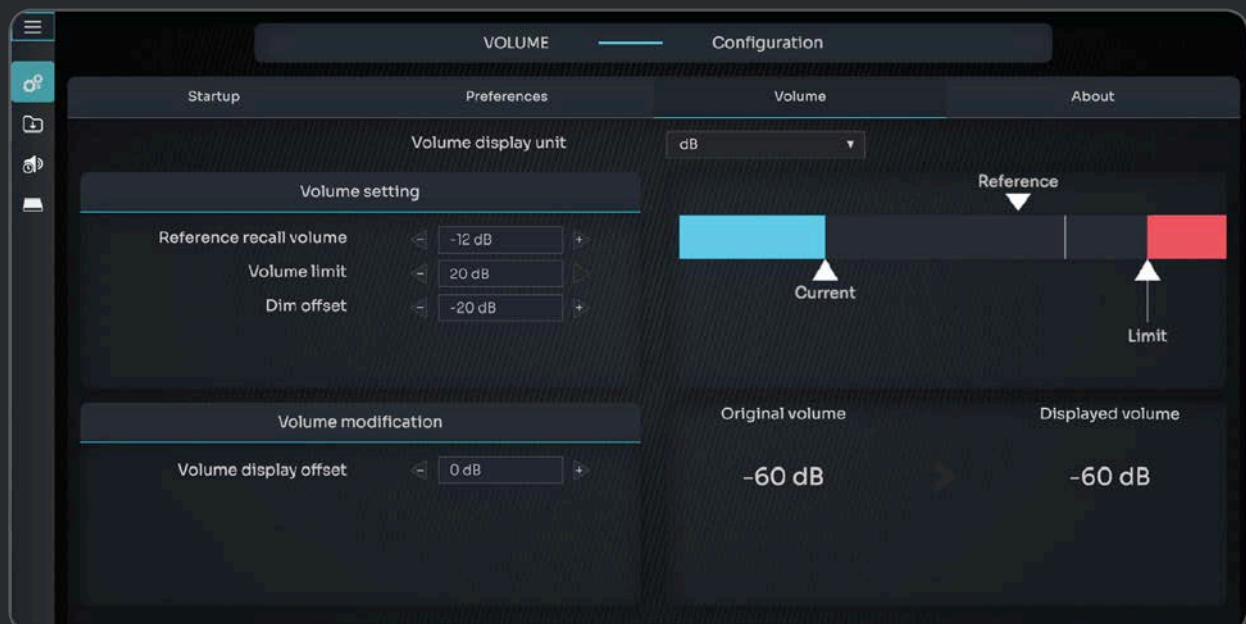 VOLUME Configuration
Startup Preferences Volume About
Volume display unit dB
Volume setting
Reference recall volume - -12 dB +
Volume limit - 20 dB
Dim offset - -20 dB +
Reference
Current
Limit
Volume modification
Volume display offset - 0 dB +
Original volume Displayed volume
-60 dB -60 dB